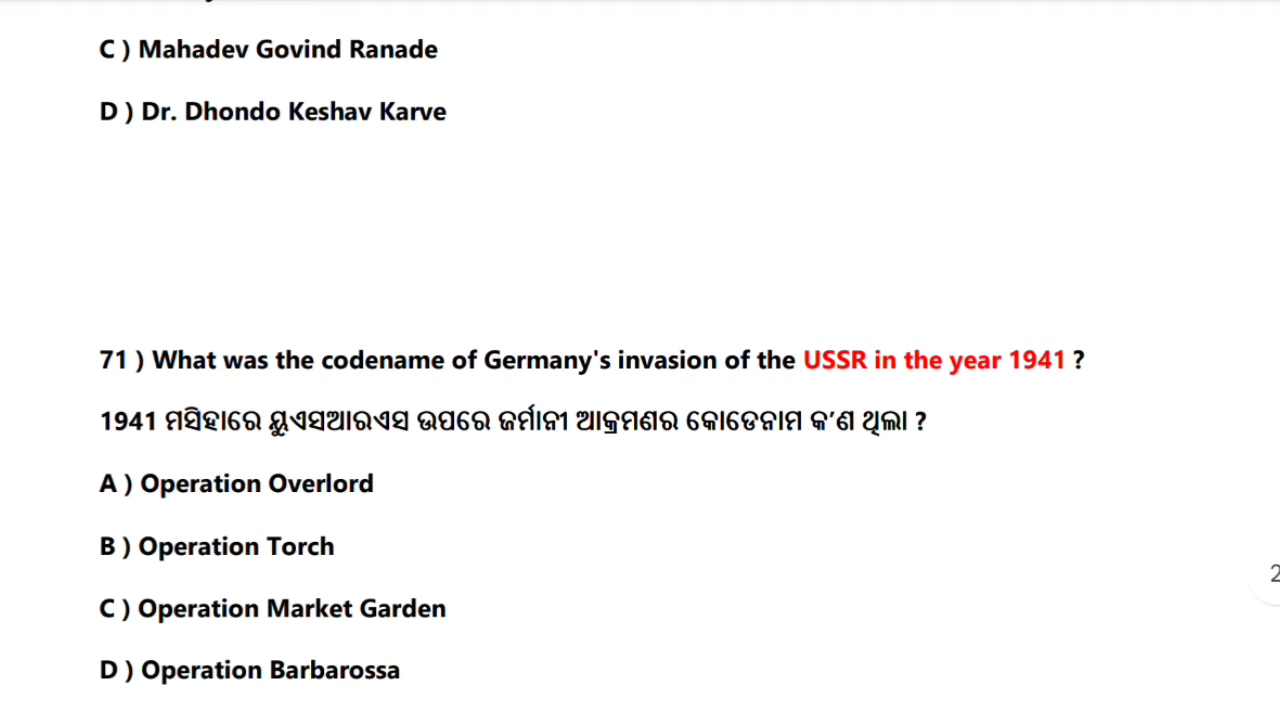 C ) Mahadev Govind Ranade
D ) Dr. Dhondo Keshav Karve
71 ) What was the codename of Germany's invasion of the USSR in the year 1941 ?
1941 ମସିହାରେ ୟୁଏସଆରଏସ ଉପରେ ଜର୍ମାନୀ ଆକ୍ରମଣର କୋଡେନାମ କ'ଣ ଥିଲା ?
A ) Operation Overlord
B ) Operation Torch
2
C ) Operation Market Garden
D ) Operation Barbarossa